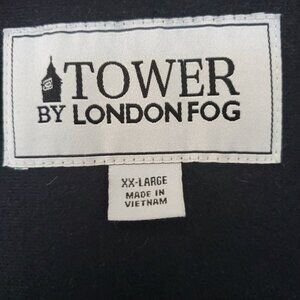 TOWER
BY LONDON FOG
XX-LARGE
MADE IN
VIETNAM